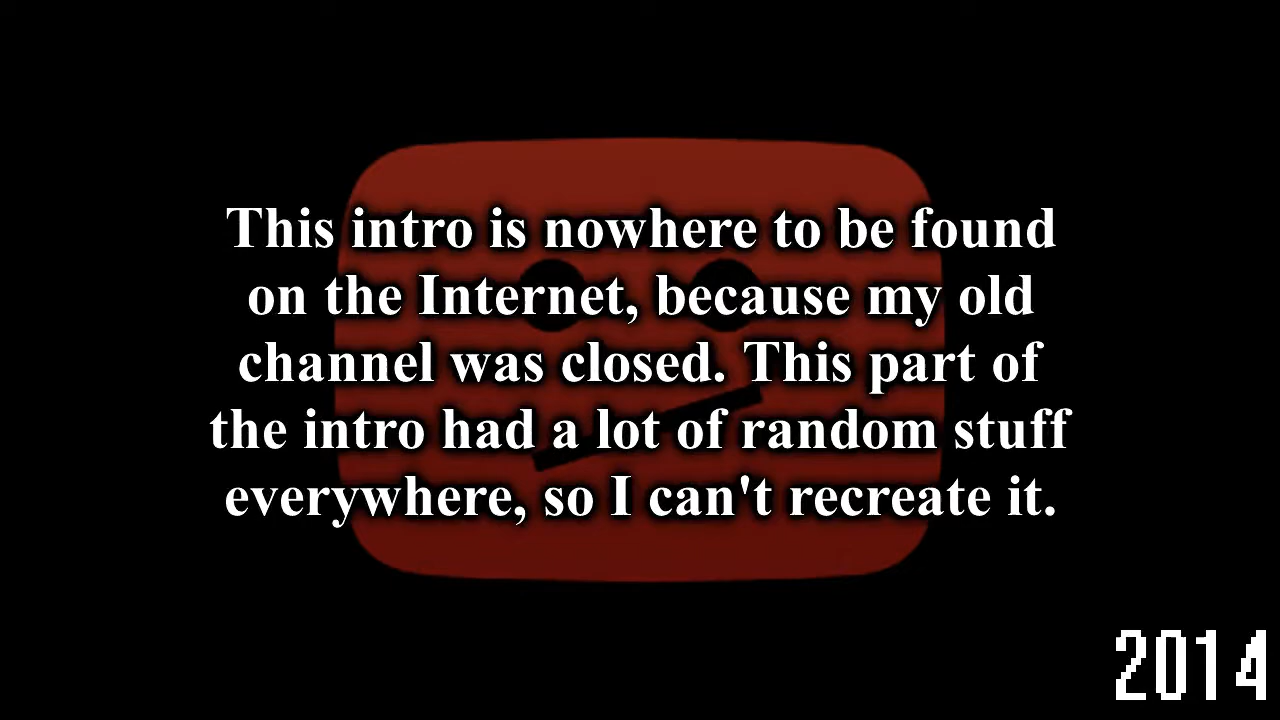 This intro is nowhere to be found
on the Internet, because my old
channel was closed. This part of
the intro had a lot of random stuff
everywhere, so I can't recreate it.
2014